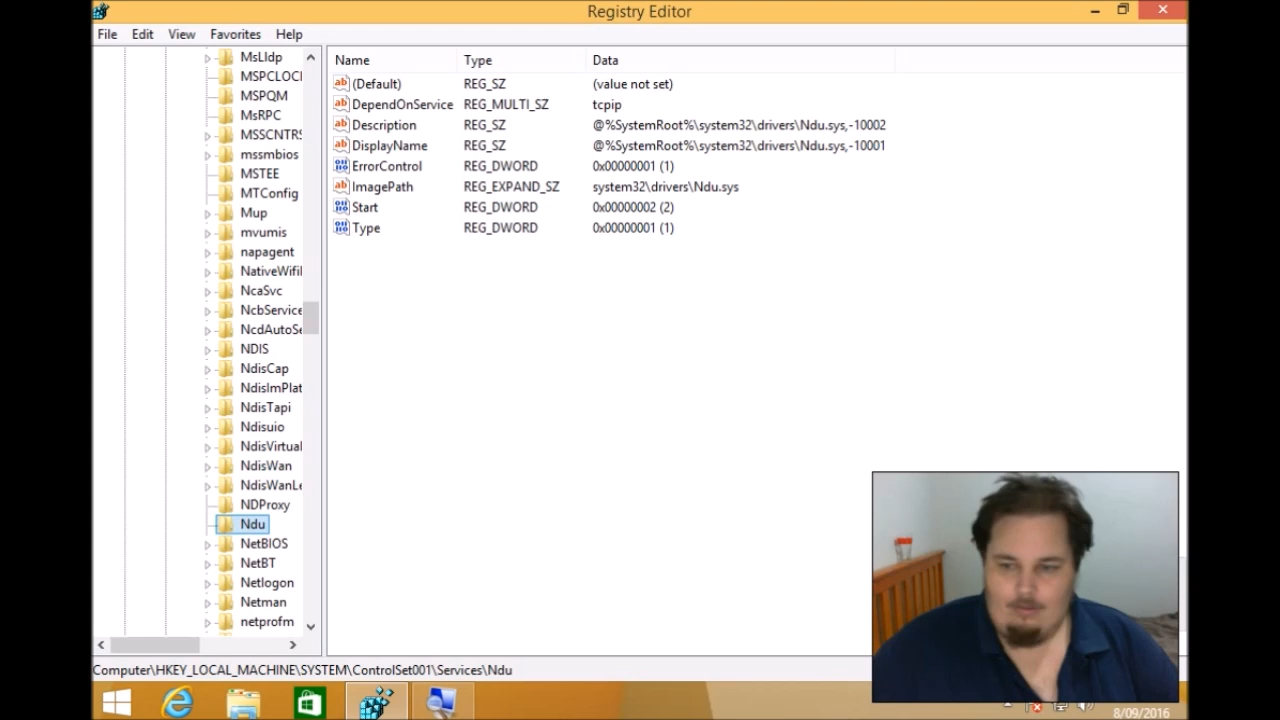 Registry Editor
File Edit View Favorites Help
MsLldp
MSPCLOC
MSPQM
MsRPC
MSSCNTRS
mssmbios
MSTEE
MTConfig
Mup
mvumis
napagent
NativeWifi
NcaSvc
NcbService
NcdAutoSe
NDIS
NdisCap
NdisImPlat
NdisTapi
Ndisuio
NdisVirtual
NdisWan
NdisWanLe
NDProxy
Ndu
NetBIOS
NetBT
Netlogon
Netman
netprofm
Name Type Data
(Default) REG_SZ (value not set)
DependOnService REG_MULTI_SZ tcpip
Description REG_SZ @%SystemRoot%\system32\drivers\Ndu.sys,-10002
DisplayName REG_SZ @%SystemRoot%\system32\drivers\Ndu.sys,-10001
ErrorControl REG_DWORD 0x00000001 (1)
ImagePath REG_EXPAND_SZ system32\drivers\Ndu.sys
Start REG_DWORD 0x00000002 (2)
Type REG_DWORD 0x00000001 (1)
Computer\HKEY_LOCAL_MACHINE\SYSTEM\ControlSet001\Services\Ndu
8/09/2016